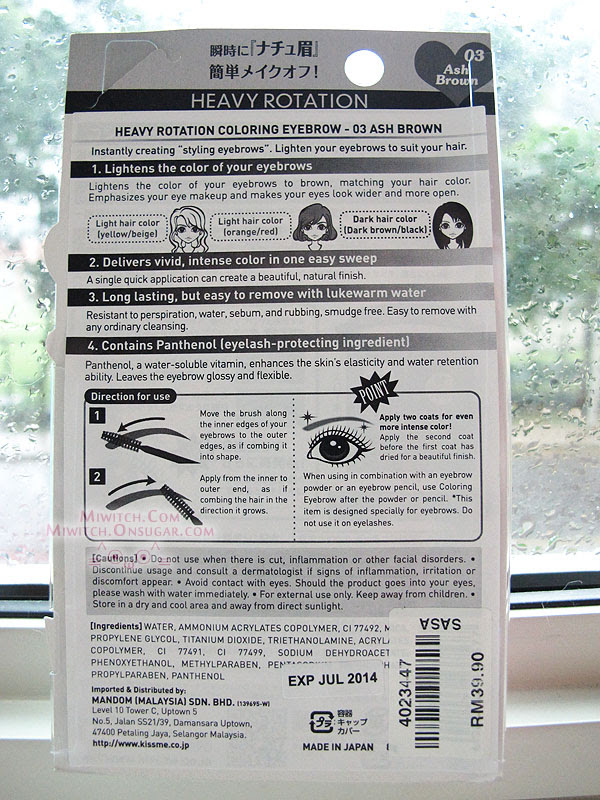 瞬時に『ナチュ眉』
簡単メイクオフ!
03
Ash
Brown
HEAVY ROTATION
HEAVY ROTATION COLORING EYEBROW - 03 ASH BROWN
Instantly creating "styling eyebrows". Lighten your eyebrows to suit your hair.
1. Lightens the color of your eyebrows
Lightens the color of your eyebrows to brown, matching your hair color.
Emphasizes your eye makeup and makes your eyes look wider and more open.
Light hair color
(yellow/beige)
Light hair color
(orange/red)
Dark hair color
(Dark brown/black)
2. Delivers vivid, intense color in one easy sweep
A single quick application can create a beautiful, natural finish.
3. Long lasting, but easy to remove with lukewarm water
Resistant to perspiration, water, sebum, and rubbing, smudge free. Easy to remove with
any ordinary cleansing.
4. Contains Panthenol (eyelash-protecting ingredient)
Panthenol, a water-soluble vitamin, enhances the skin's elasticity and water retention
ability. Leaves the eyebrow glossy and flexible.
Direction for use
1
Move the brush along
the inner edges of your
eyebrows to the outer
edges, as if combing it
into shape.
2
Apply from the inner to
outer end, as if
combing the hair in the
direction it grows.
POINT
Apply two coats for even
more intense color!
Apply the second coat
before the first coat has
dried for a beautiful finish.
When using in combination with an eyebrow
powder or an eyebrow pencil, use Coloring
Eyebrow after the powder or pencil. *This
item is designed specially for eyebrows. Do
not use it on eyelashes.
Miwitch.Com
Miwitch.Onsugar.com
[Cautions] • Do not use when there is cut, inflammation or other facial disorders. •
Discontinue usage and consult a dermatologist if signs of inflammation, irritation or
discomfort appear. • Avoid contact with eyes. Should the product goes into your eyes,
please wash with water immediately. • For external use only. Keep away from children. •
Store in a dry and cool area and away from direct sunlight.
[Ingredients] WATER, AMMONIUM ACRYLATES COPOLYMER, CI 77492, MICA,
PROPYLENE GLYCOL, TITANIUM DIOXIDE, TRIETHANOLAMINE,
COPOLYMER, CI 77491, CI 77499, SODIUM
PHENOXYETHANOL, METHYLPARABEN,
PROPYLPARABEN, PANTHENOL
Imported & Distributed by:
MANDOM (MALAYSIA) SDN. BHD. (139695-W)
Level 10 Tower C, Uptown 5
No.5, Jalan SS21/39, Damansara Uptown,
47400 Petaling Jaya, Selangor Malaysia.
http://www.kissme.co.jp
EXP JUL 2014
プラ
容器
キャップ
カバー
MADE IN JAPAN
SASA
4023447
RM39.90